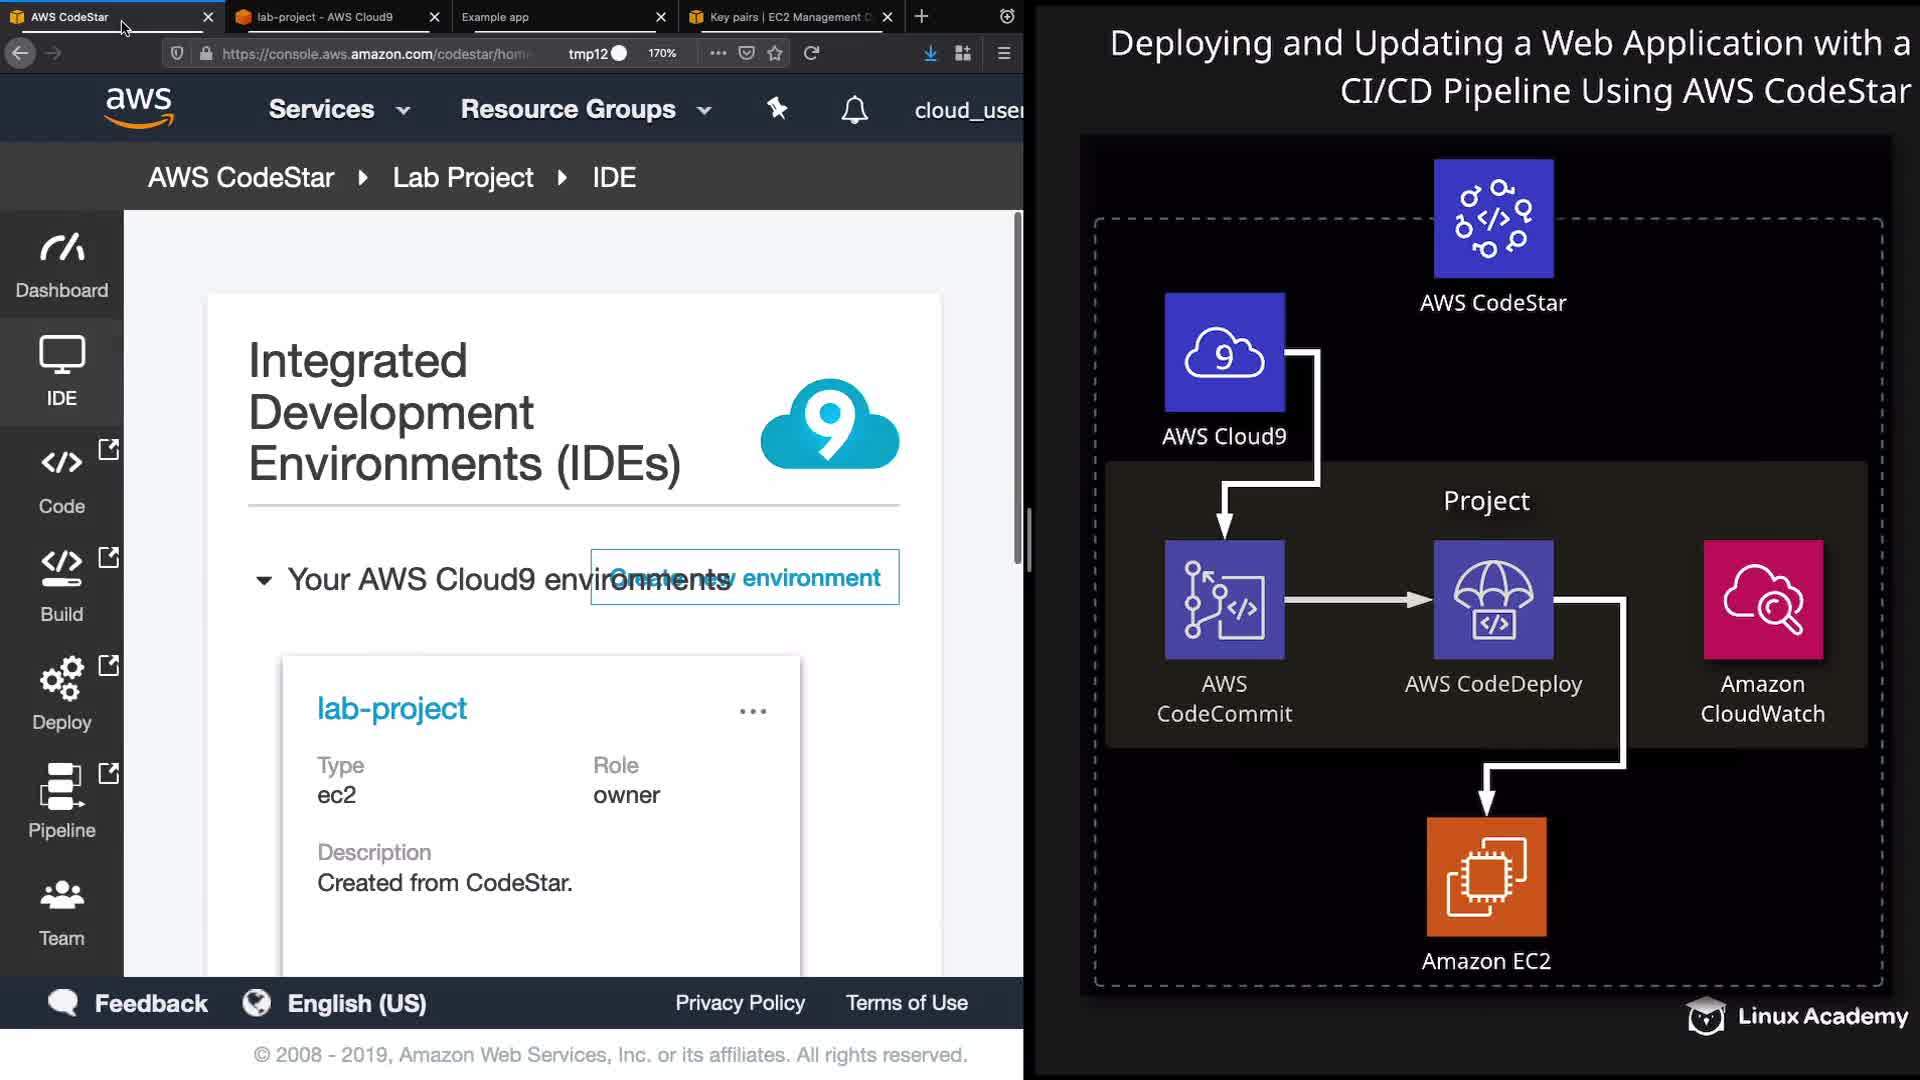 AWS CodeStar
lab-project - AWS Cloud9
Example app
Key pairs | EC2 Management
https://console.aws.amazon.com/codestar/hom
tmp12
170%
aws
Services
Resource Groups
cloud_user
AWS CodeStar
Lab Project
IDE
Dashboard
IDE
Code
Build
Deploy
Pipeline
Team
Integrated
Development
Environments (IDEs)
9
Your AWS Cloud9 environments
Create new environment
lab-project
Type
Role
ec2
owner
Description
Created from CodeStar.
Feedback
English (US)
Privacy Policy
Terms of Use
© 2008 - 2019, Amazon Web Services, Inc. or its affiliates. All rights reserved.
Deploying and Updating a Web Application with a
CI/CD Pipeline Using AWS CodeStar
AWS CodeStar
9
AWS Cloud9
Project
AWS
CodeCommit
AWS CodeDeploy
Amazon
CloudWatch
Amazon EC2
Linux Academy